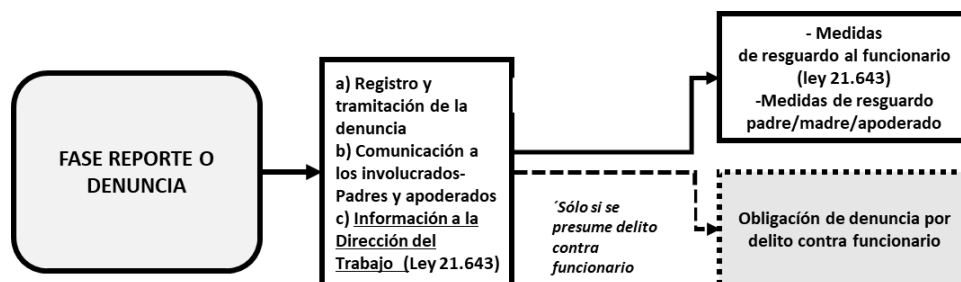 FASE REPORTE O
DENUNCIA
a) Registro y
tramitación de la
denuncia
b) Comunicación a
los involucrados-
Padres y apoderados
c) Información a la
Dirección del
Trabajo (Ley 21.643)
- Medidas
de resguardo al funcionario
(ley 21.643)
-Medidas de resguardo
padre/madre/apoderado
´Sólo si se
presume delito
contra
funcionario
Obligacíón de denuncia por
delito contra funcionario